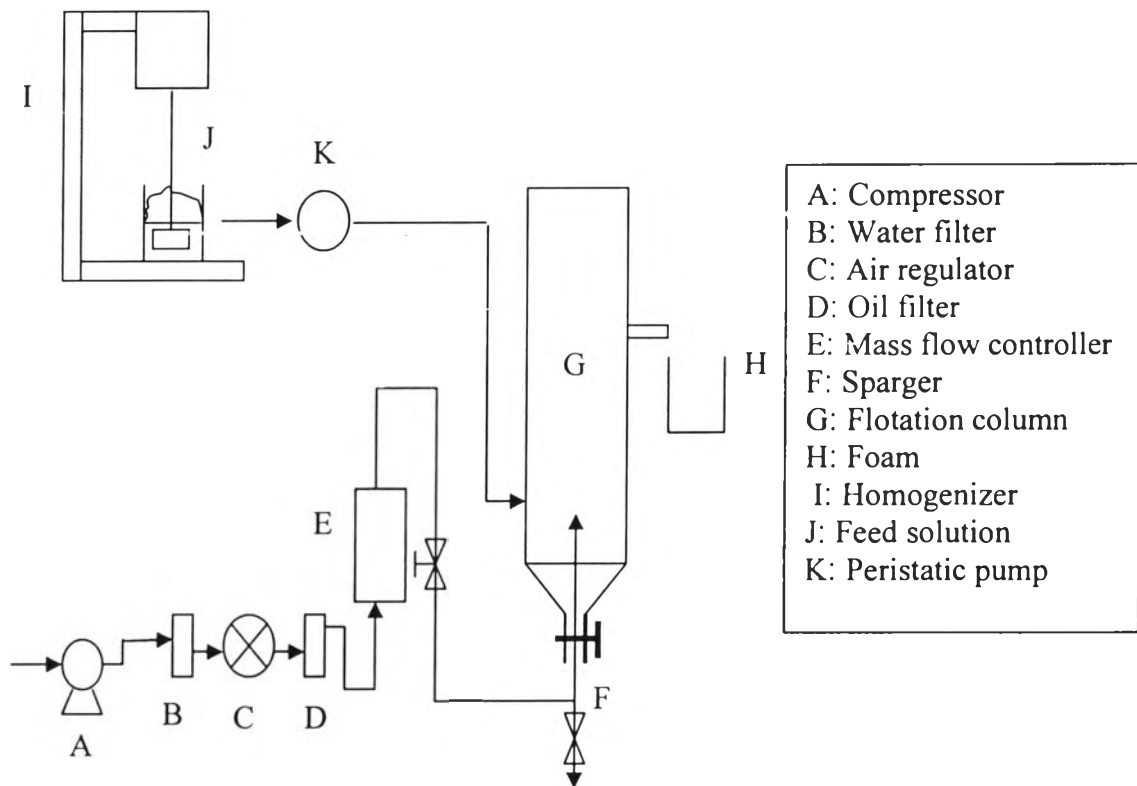 I
J
K
G
H
E
F
A
B
C
D
A: Compressor
B: Water filter
C: Air regulator
D: Oil filter
E: Mass flow controller
F: Sparger
G: Flotation column
H: Foam
I: Homogenizer
J: Feed solution
K: Peristatic pump